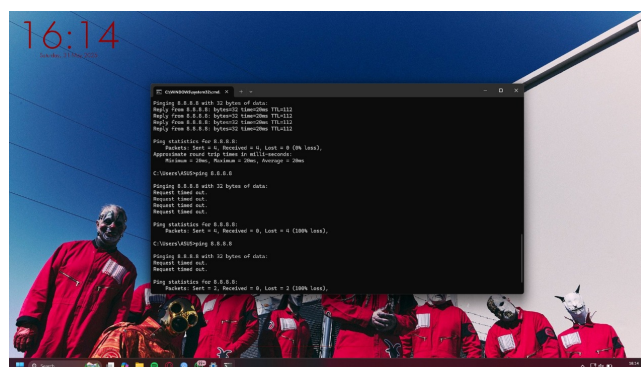 16:14
C:\WINDOWS\system32\cmd.
Pinging 8.8.8.8 with 32 bytes of data:
Reply from 8.8.8.8: bytes=32 time=20ms TTL=112
Reply from 8.8.8.8: bytes=32 time=20ms TTL=112
Reply from 8.8.8.8: bytes=32 time=20ms TTL=112
Reply from 8.8.8.8: bytes=32 time=20ms TTL=112
Ping statistics for 8.8.8.8:
Packets: Sent = 4, Received = 4, Lost = 0 (0% loss),
Approximate round trip times in milli-seconds:
Minimum = 20ms, Maximum = 20ms, Average = 20ms
C:\Users\ASUS>ping 8.8.8.8
Pinging 8.8.8.8 with 32 bytes of data:
Request timed out.
Request timed out.
Request timed out.
Request timed out.
Ping statistics for 8.8.8.8:
Packets: Sent = 4, Received = 0, Lost = 4 (100% loss),
C:\Users\ASUS>ping 8.8.8.8
Pinging 8.8.8.8 with 32 bytes of data:
Request timed out.
Request timed out.
Ping statistics for 8.8.8.8:
Packets: Sent = 2, Received = 0, Lost = 2 (100% loss),
Search